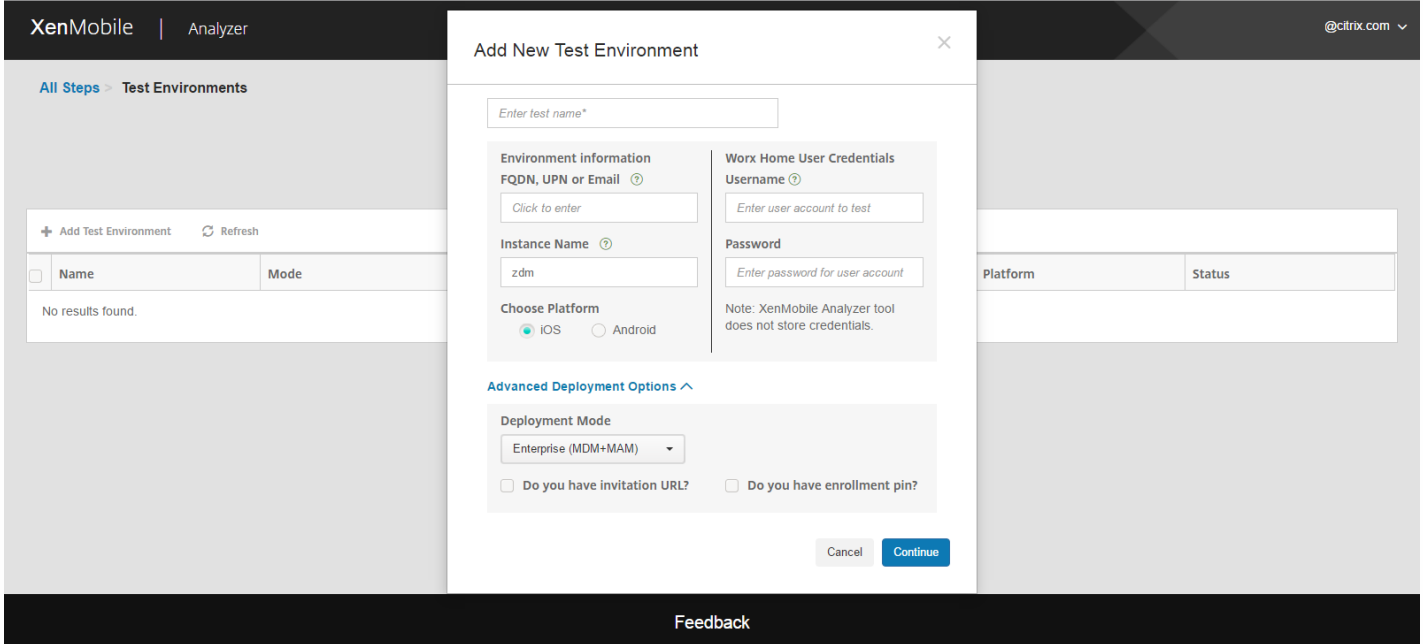 XenMobile | Analyzer
@citrix.com
All Steps > Test Environments
Add Test Environment
Refresh
Name
Mode
Platform
Status
No results found.
Add New Test Environment
Enter test name*
Environment information
FQDN, UPN or Email ?
Click to enter
Instance Name ?
zdm
Choose Platform
iOS
Android
Worx Home User Credentials
Username ?
Enter user account to test
Password
Enter password for user account
Note: XenMobile Analyzer tool
does not store credentials.
Advanced Deployment Options
Deployment Mode
Enterprise (MDM+MAM)
Do you have invitation URL?
Do you have enrollment pin?
Cancel
Continue
Feedback